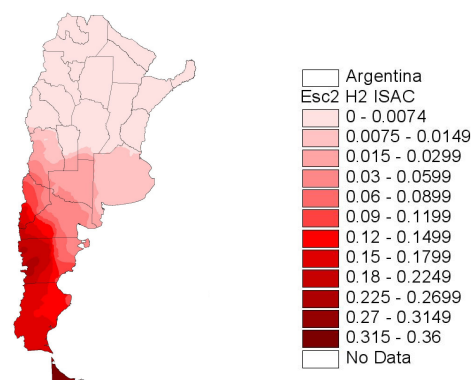 Argentina
Esc2 H2 ISAC
0 - 0.0074
0.0075 - 0.0149
0.015 - 0.0299
0.03 - 0.0599
0.06 - 0.0899
0.09 - 0.1199
0.12 - 0.1499
0.15 - 0.1799
0.18 - 0.2249
0.225 - 0.2699
0.27 - 0.3149
0.315 - 0.36
No Data